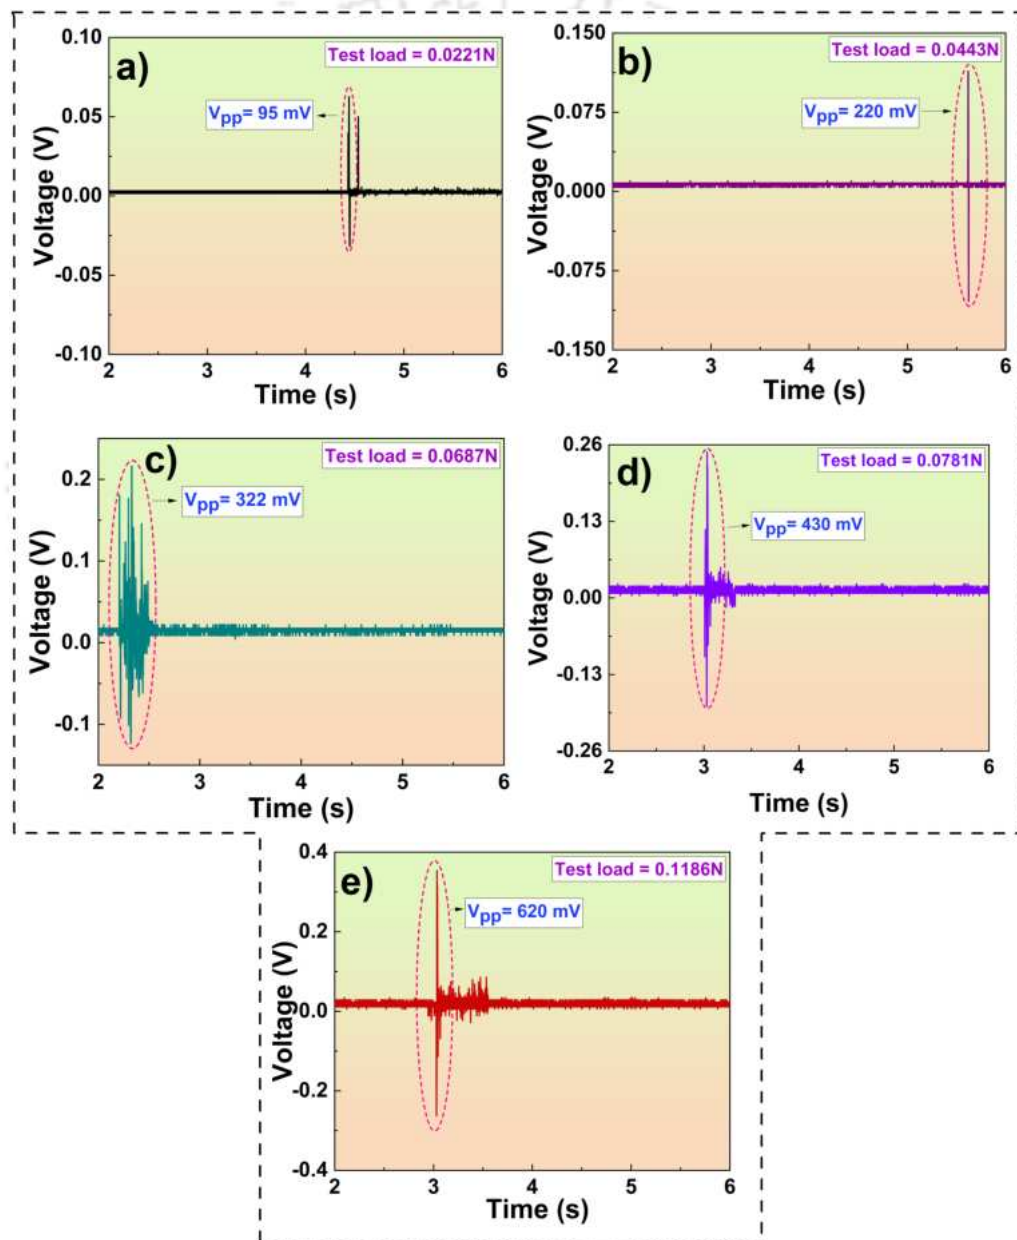 a)
Test load = 0.0221N
Vpp= 95 mV
0.10
0.05
0.00
-0.05
-0.10
Voltage (V)
2 3 4 5 6
Time (s)
b)
Test load = 0.0443N
Vpp= 220 mV
0.150
0.075
0.000
-0.075
-0.150
Voltage (V)
2 3 4 5 6
Time (s)
c)
Test load = 0.0687N
Vpp= 322 mV
0.2
0.1
0.0
-0.1
Voltage (V)
2 3 4 5 6
Time (s)
d)
Test load = 0.0781N
Vpp= 430 mV
0.26
0.13
0.00
-0.13
-0.26
Voltage (V)
2 3 4 5 6
Time (s)
e)
Test load = 0.1186N
Vpp= 620 mV
0.4
0.2
0.0
-0.2
-0.4
Voltage (V)
2 3 4 5 6
Time (s)